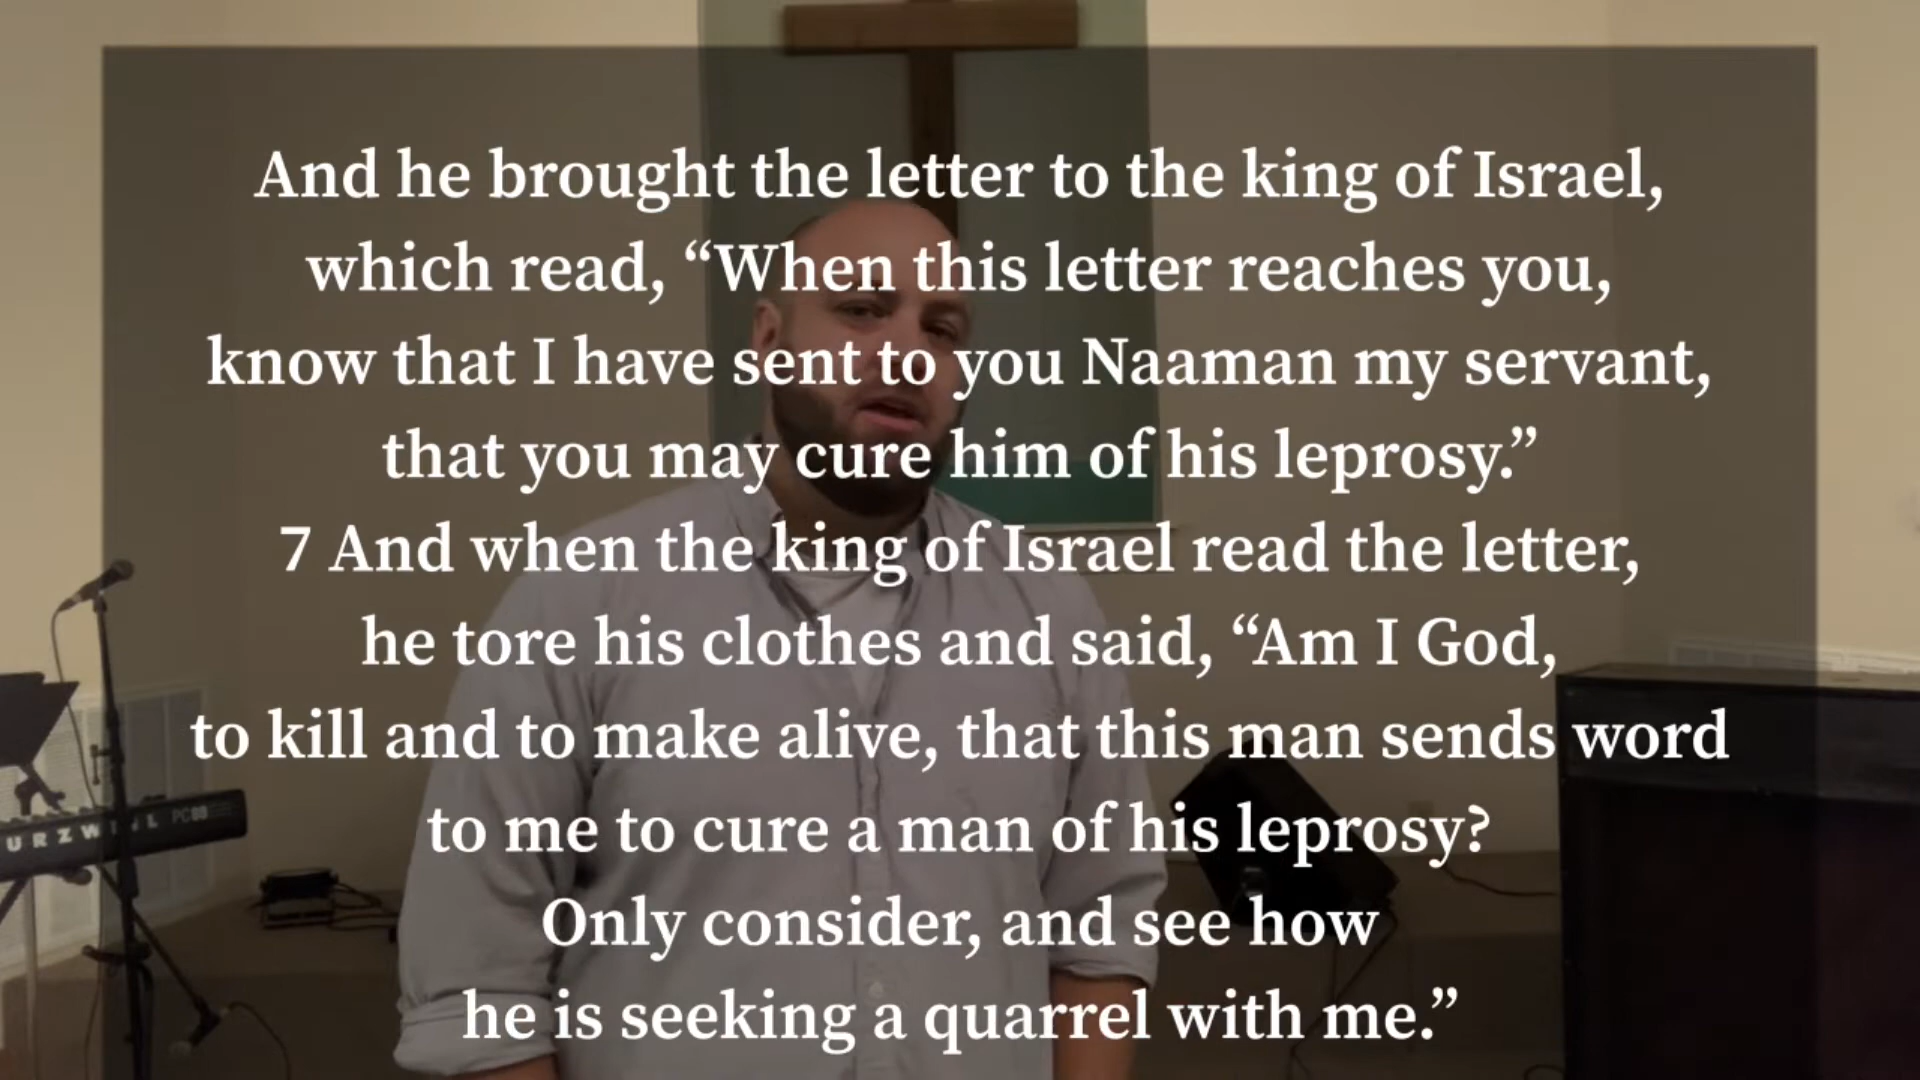 And he brought the letter to the king of Israel,
which read, “When this letter reaches you,
know that I have sent to you Naaman my servant,
that you may cure him of his leprosy.”
7 And when the king of Israel read the letter,
he tore his clothes and said, “Am I God,
to kill and to make alive, that this man sends word
to me to cure a man of his leprosy?
Only consider, and see how
he is seeking a quarrel with me.”
PC88